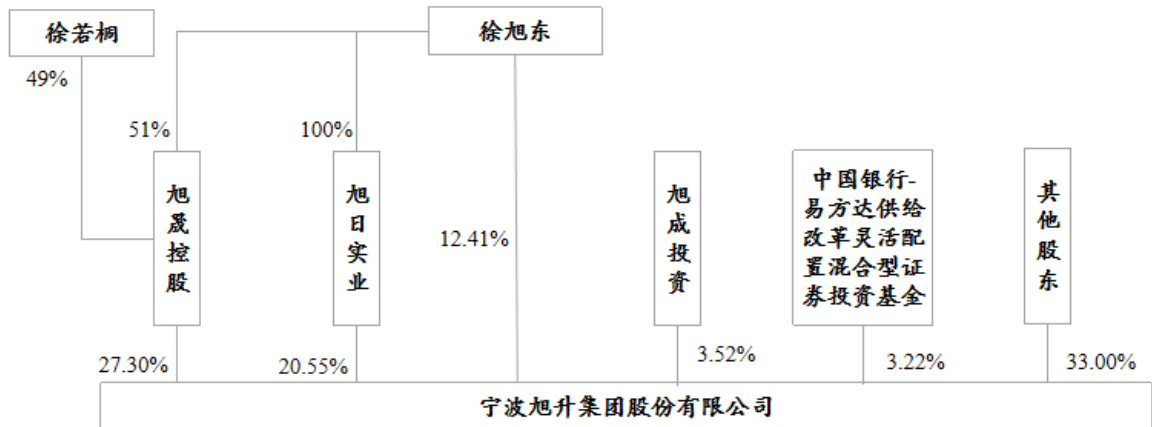 徐若桐
徐旭东
49%
51%
100%
旭晟控股
旭日实业
12.41%
旭成投资
中国银行-
易方达供给
改革灵活配
置混合型证
券投资基金
其他股东
27.30%
20.55%
3.52%
3.22%
33.00%
宁波旭升集团股份有限公司